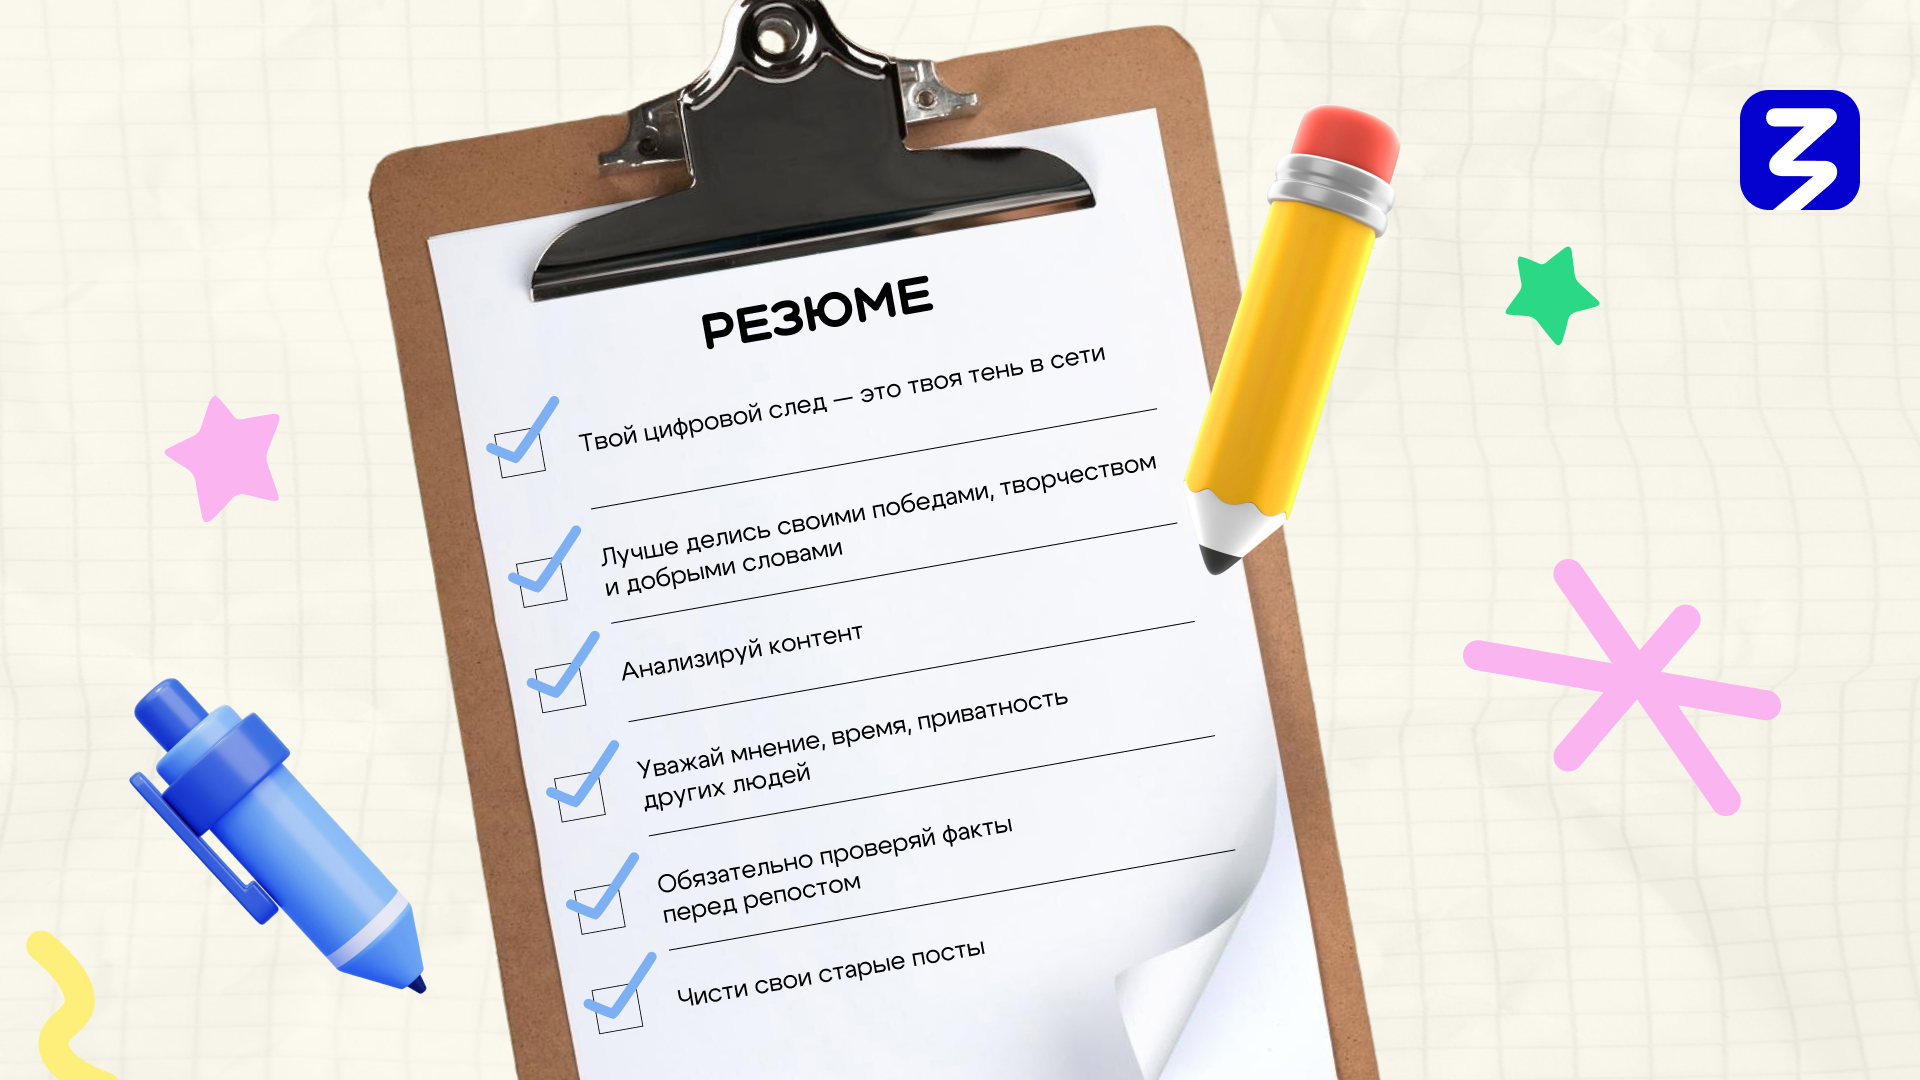 РЕЗЮМЕ
Твой цифровой след — это твоя тень в сети
Лучше делись своими победами, творчеством
и добрыми словами
Анализируй контент
Уважай мнение, время, приватность
других людей
Обязательно проверяй факты
перед репостом
Чисти свои старые посты